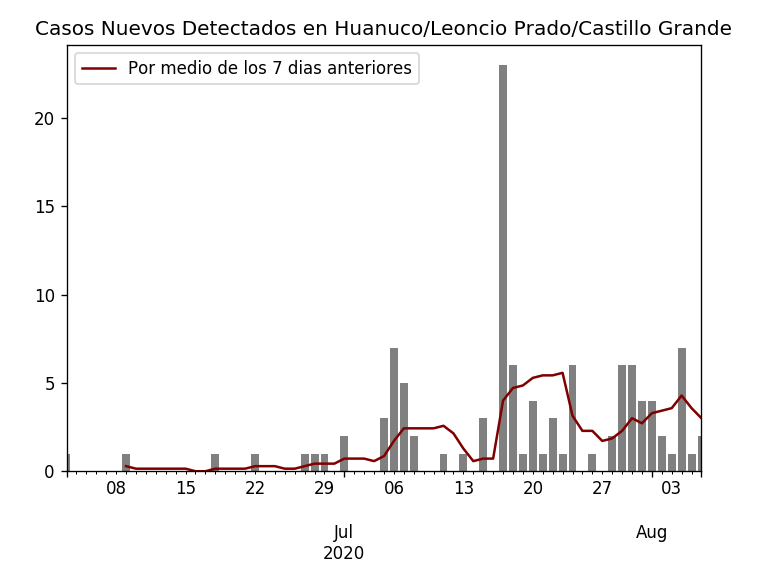 Casos Nuevos Detectados en Huanuco/Leoncio Prado/Castillo Grande
Por medio de los 7 dias anteriores
20
15
10
5
0
08 15 22 29 06 13 20 27 03
Jul Aug
2020